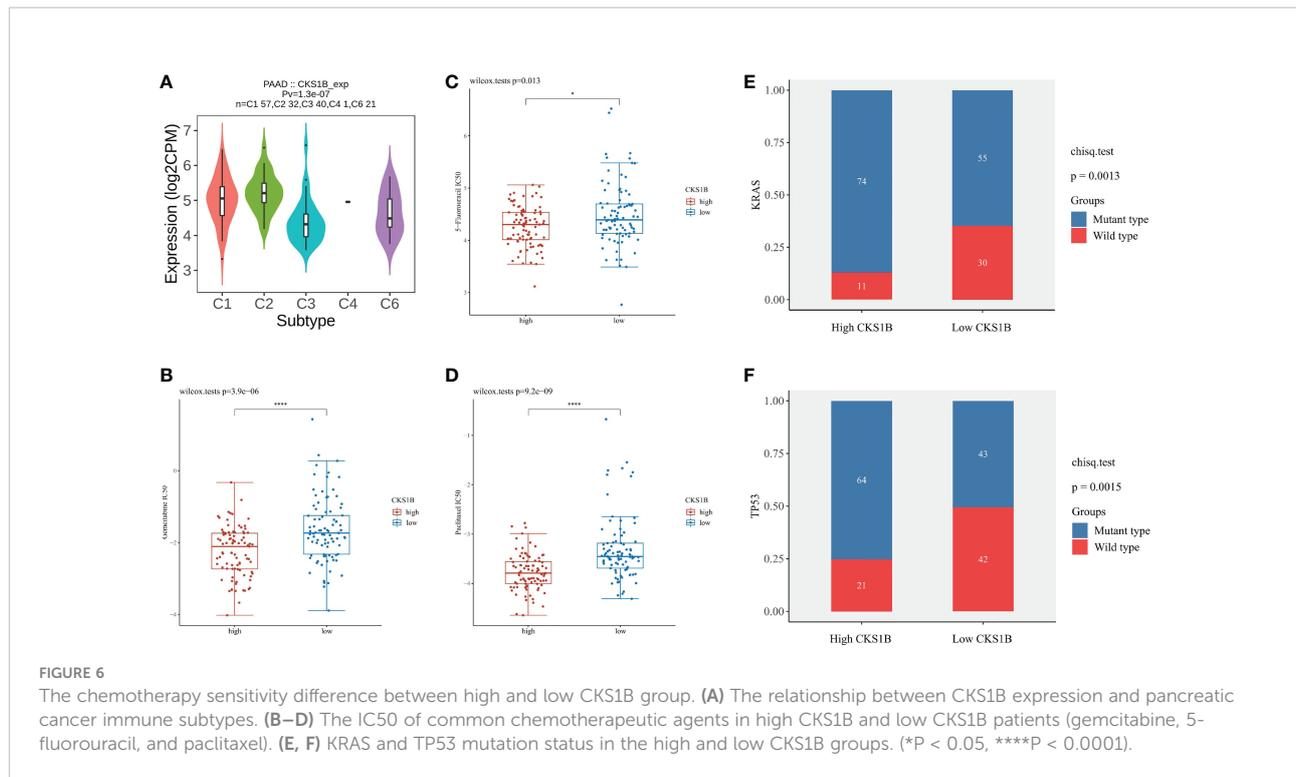 A
PAAD :: CKS1B_exp
Pv=1.3e-07
n=C1 57,C2 32,C3 40,C4 1,C6 21
Expression (log2CPM)
7
6
5
4
3
C1 C2 C3 C4 C6
Subtype
B
wilcox.tests p=3.9e-06
****
Gemcitabine IC50
0
-2
-4
high low
CKS1B
high
low
C
wilcox.tests p=0.013
*
5-Fluorouracil IC50
6
5
4
3
high low
CKS1B
high
low
D
wilcox.tests p=9.2e-09
****
Paclitaxel IC50
-1
-2
-3
-4
high low
CKS1B
high
low
E
KRAS
1.00
0.75
0.50
0.25
0.00
74
11
55
30
High CKS1B Low CKS1B
chisq.test
p = 0.0013
Groups
Mutant type
Wild type
F
TP53
1.00
0.75
0.50
0.25
0.00
64
21
43
42
High CKS1B Low CKS1B
chisq.test
p = 0.0015
Groups
Mutant type
Wild type
FIGURE 6
The chemotherapy sensitivity difference between high and low CKS1B group. (A) The relationship between CKS1B expression and pancreatic
cancer immune subtypes. (B–D) The IC50 of common chemotherapeutic agents in high CKS1B and low CKS1B patients (gemcitabine, 5-
fluorouracil, and paclitaxel). (E, F) KRAS and TP53 mutation status in the high and low CKS1B groups. (*P < 0.05, ****P < 0.0001).